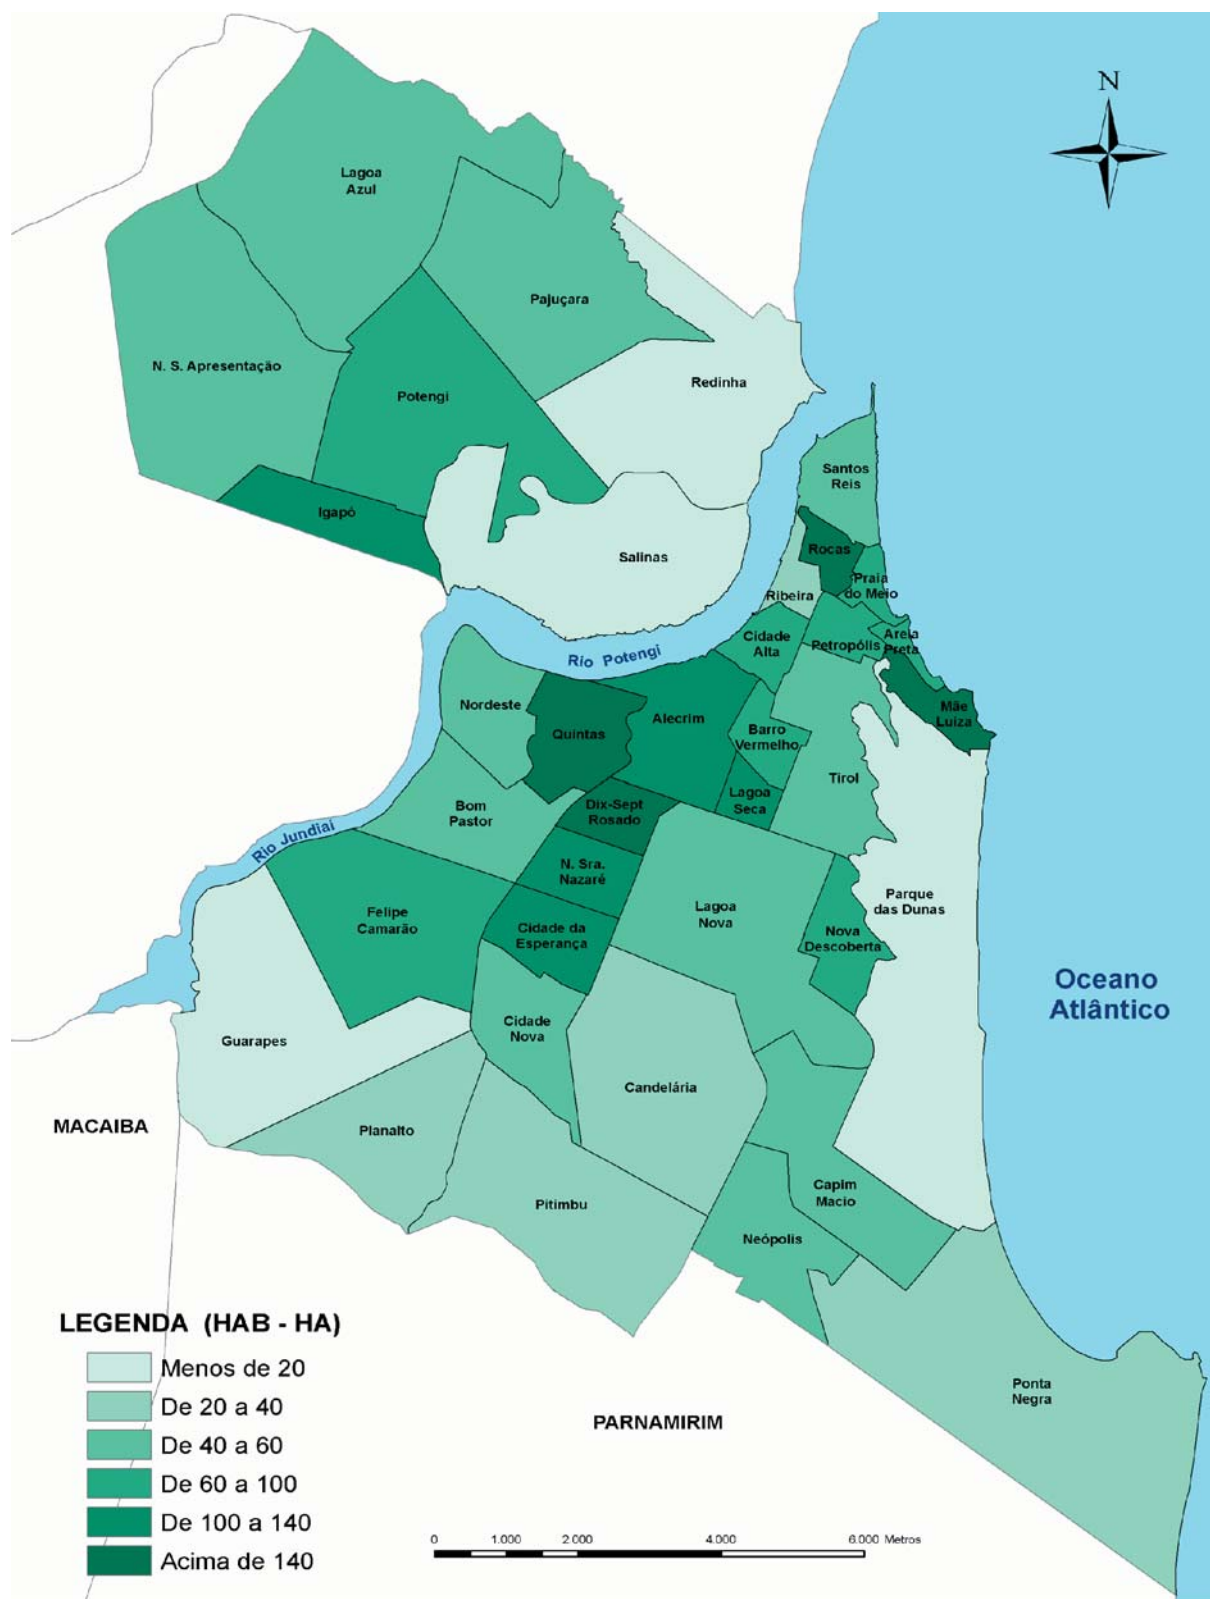 N
Lagoa
Azul
Pajuçara
N. S. Apresentação
Redinha
Potengi
Santos
Reis
Igapó
Rocas
Salinas
Praia
do Meio
Ribeira
Cidade
Alta
Petropólis
Areia
Preta
Rio Potengi
Nordeste
Mãe
Luiza
Alecrim
Quintas
Barro
Vermelho
Tirol
Lagoa
Seca
Bom
Pastor
Dix-Sept
Rosado
Rio Jundiaí
N. Sra.
Nazaré
Parque
das Dunas
Lagoa
Nova
Felipe
Camarão
Cidade da
Esperança
Nova
Descoberta
Oceano
Atlântico
Cidade
Nova
Guarapes
Candelária
MACAIBA
Planalto
Capim
Macio
Pitimbu
Neópolis
LEGENDA (HAB - HA)
Menos de 20
De 20 a 40
De 40 a 60
De 60 a 100
De 100 a 140
Acima de 140
Ponta
Negra
PARNAMIRIM
0 1.000 2.000 4.000 6.000 Metros